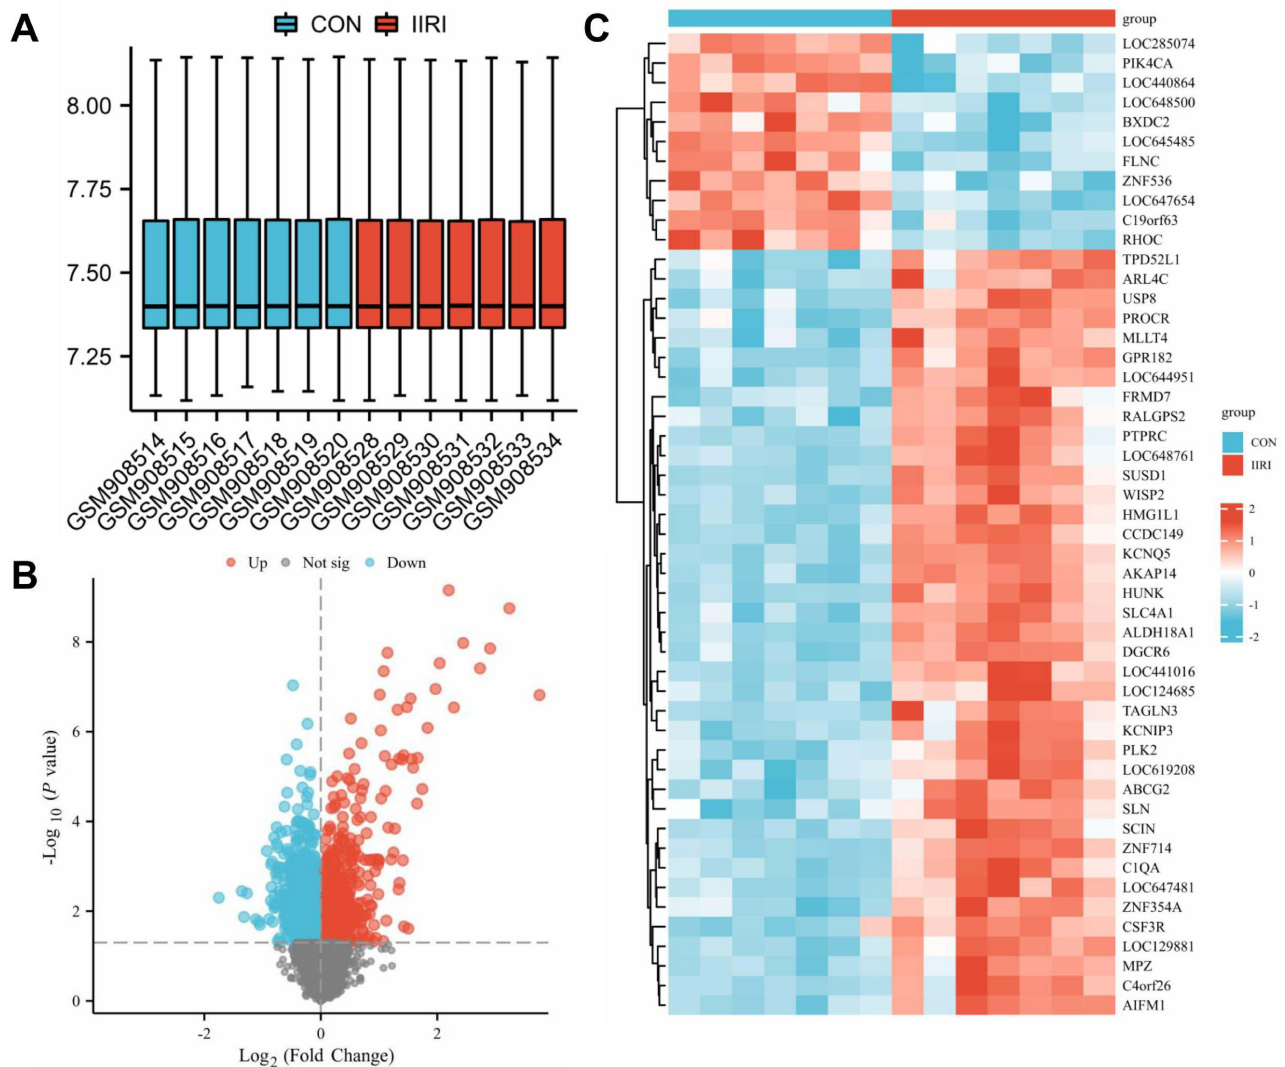 A
CON
IIRI
8.00
7.75
7.50
7.25
GSM908514
GSM908515
GSM908516
GSM908517
GSM908518
GSM908519
GSM908520
GSM908528
GSM908529
GSM908530
GSM908531
GSM908532
GSM908533
GSM908534
B
Up
Not sig
Down
8
6
4
2
0
-Log 10 (P value)
-2
0
2
Log2 (Fold Change)
C
group
LOC285074
PIK4CA
LOC440864
LOC648500
BXDC2
LOC645485
FLNC
ZNF536
LOC647654
C19orf63
RHOC
TPD52L1
ARL4C
USP8
PROCR
MLLT4
GPR182
LOC644951
FRMD7
RALGPS2
PTPRC
LOC648761
SUSD1
WISP2
HMG1L1
CCDC149
KCNQ5
AKAP14
HUNK
SLC4A1
ALDH18A1
DGCR6
LOC441016
LOC124685
TAGLN3
KCNIP3
PLK2
LOC619208
ABCG2
SLN
SCIN
ZNF714
C1QA
LOC647481
ZNF354A
CSF3R
LOC129881
MPZ
C4orf26
AIFM1
group
CON
IIRI
2
1
0
-1
-2